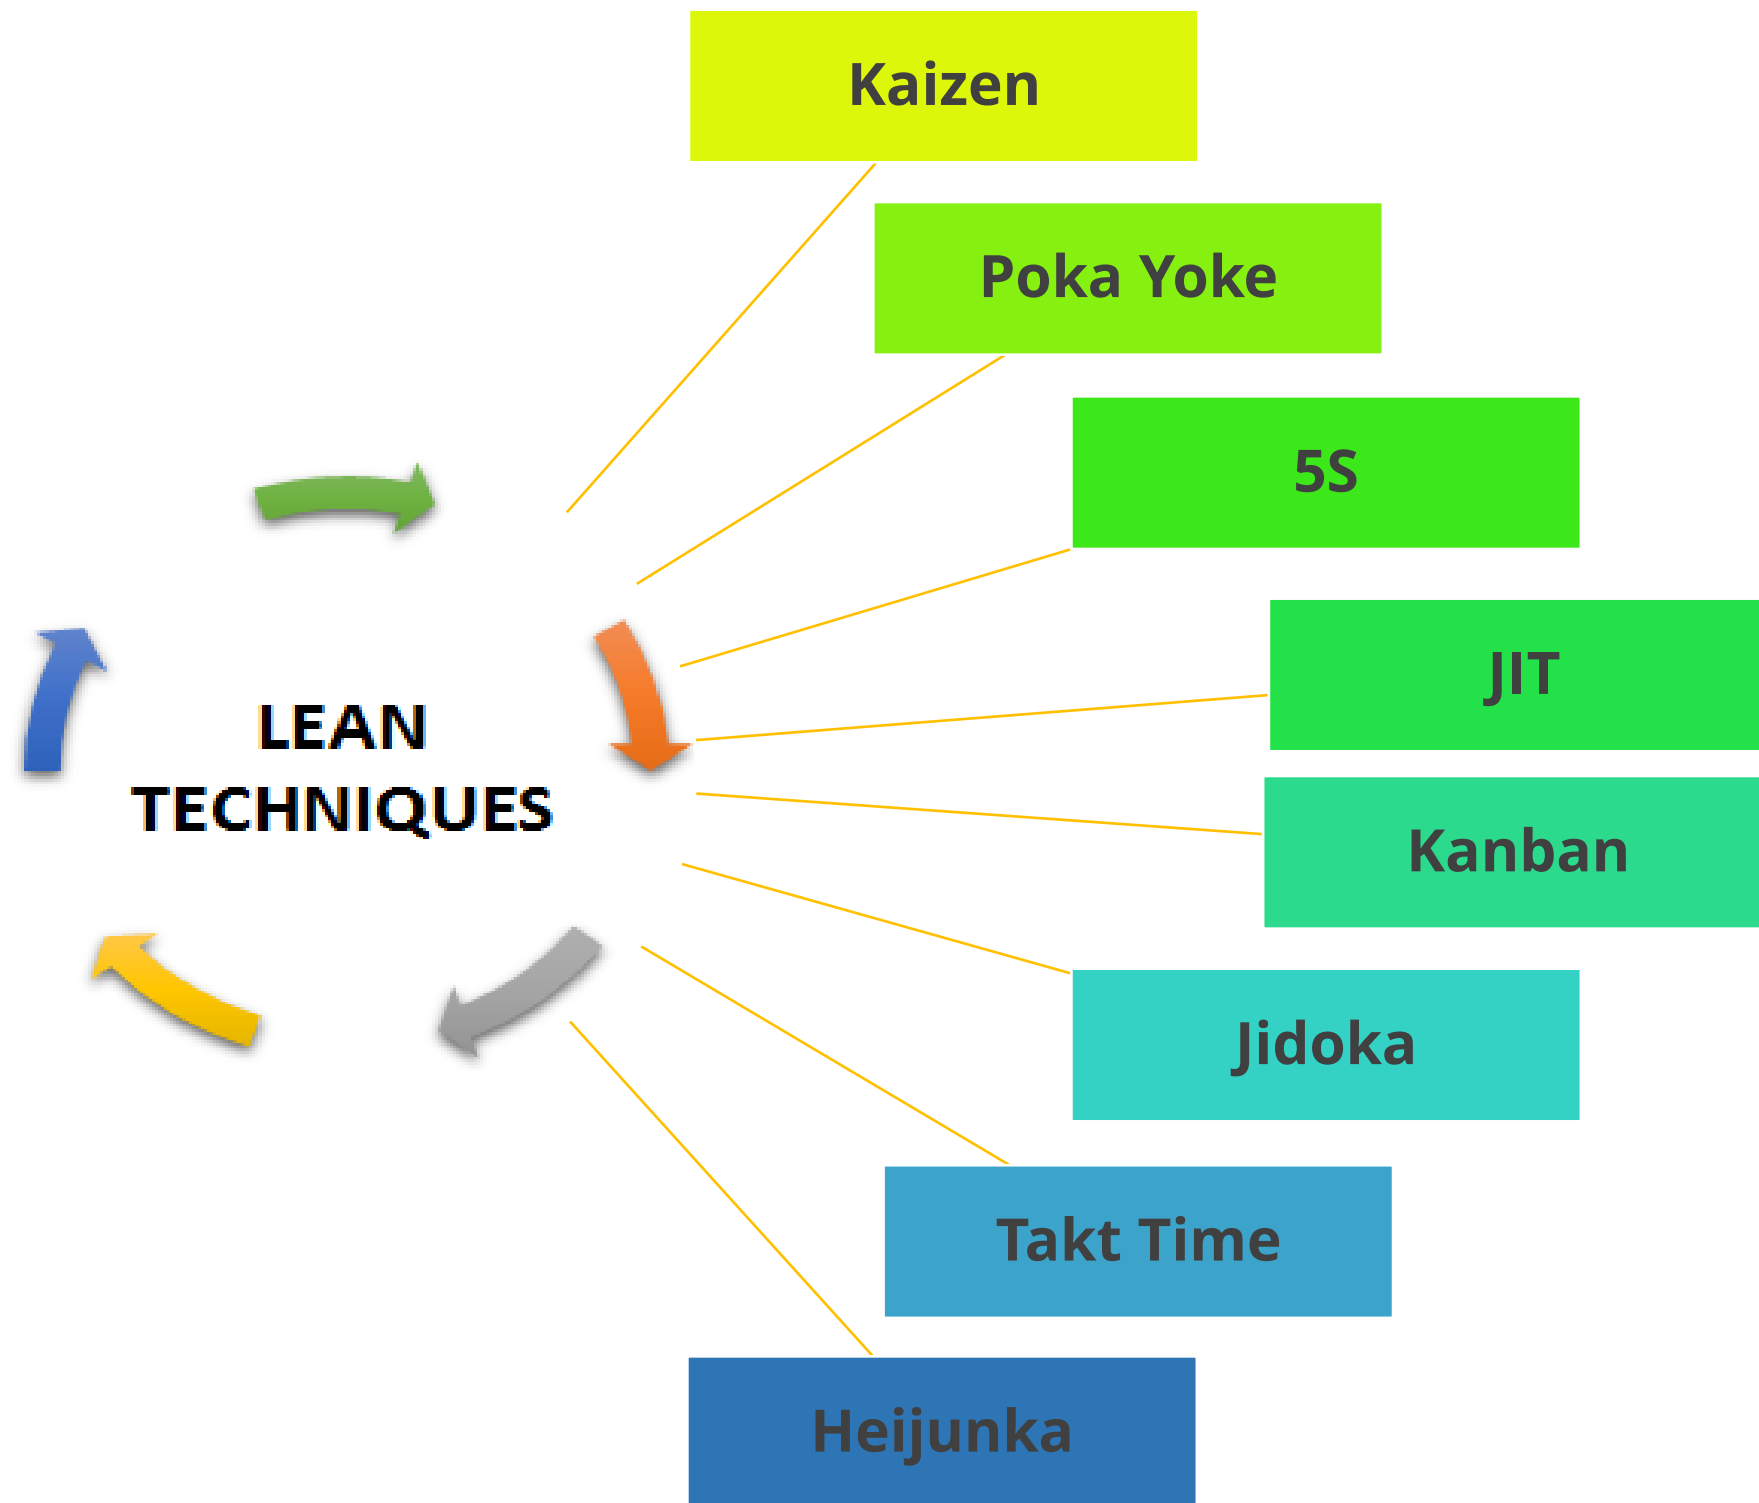 Kaizen
Poka Yoke
5S
JIT
LEAN
TECHNIQUES
Kanban
Jidoka
Takt Time
Heijunka